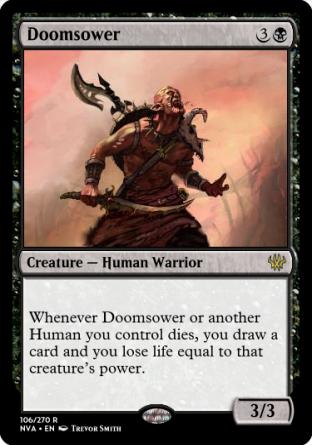 Doomsower 3
Creature — Human Warrior
Whenever Doomsower or another
Human you control dies, you draw a
card and you lose life equal to that
creature's power.
3/3
106/270 R
NVA • EN Trevor Smith